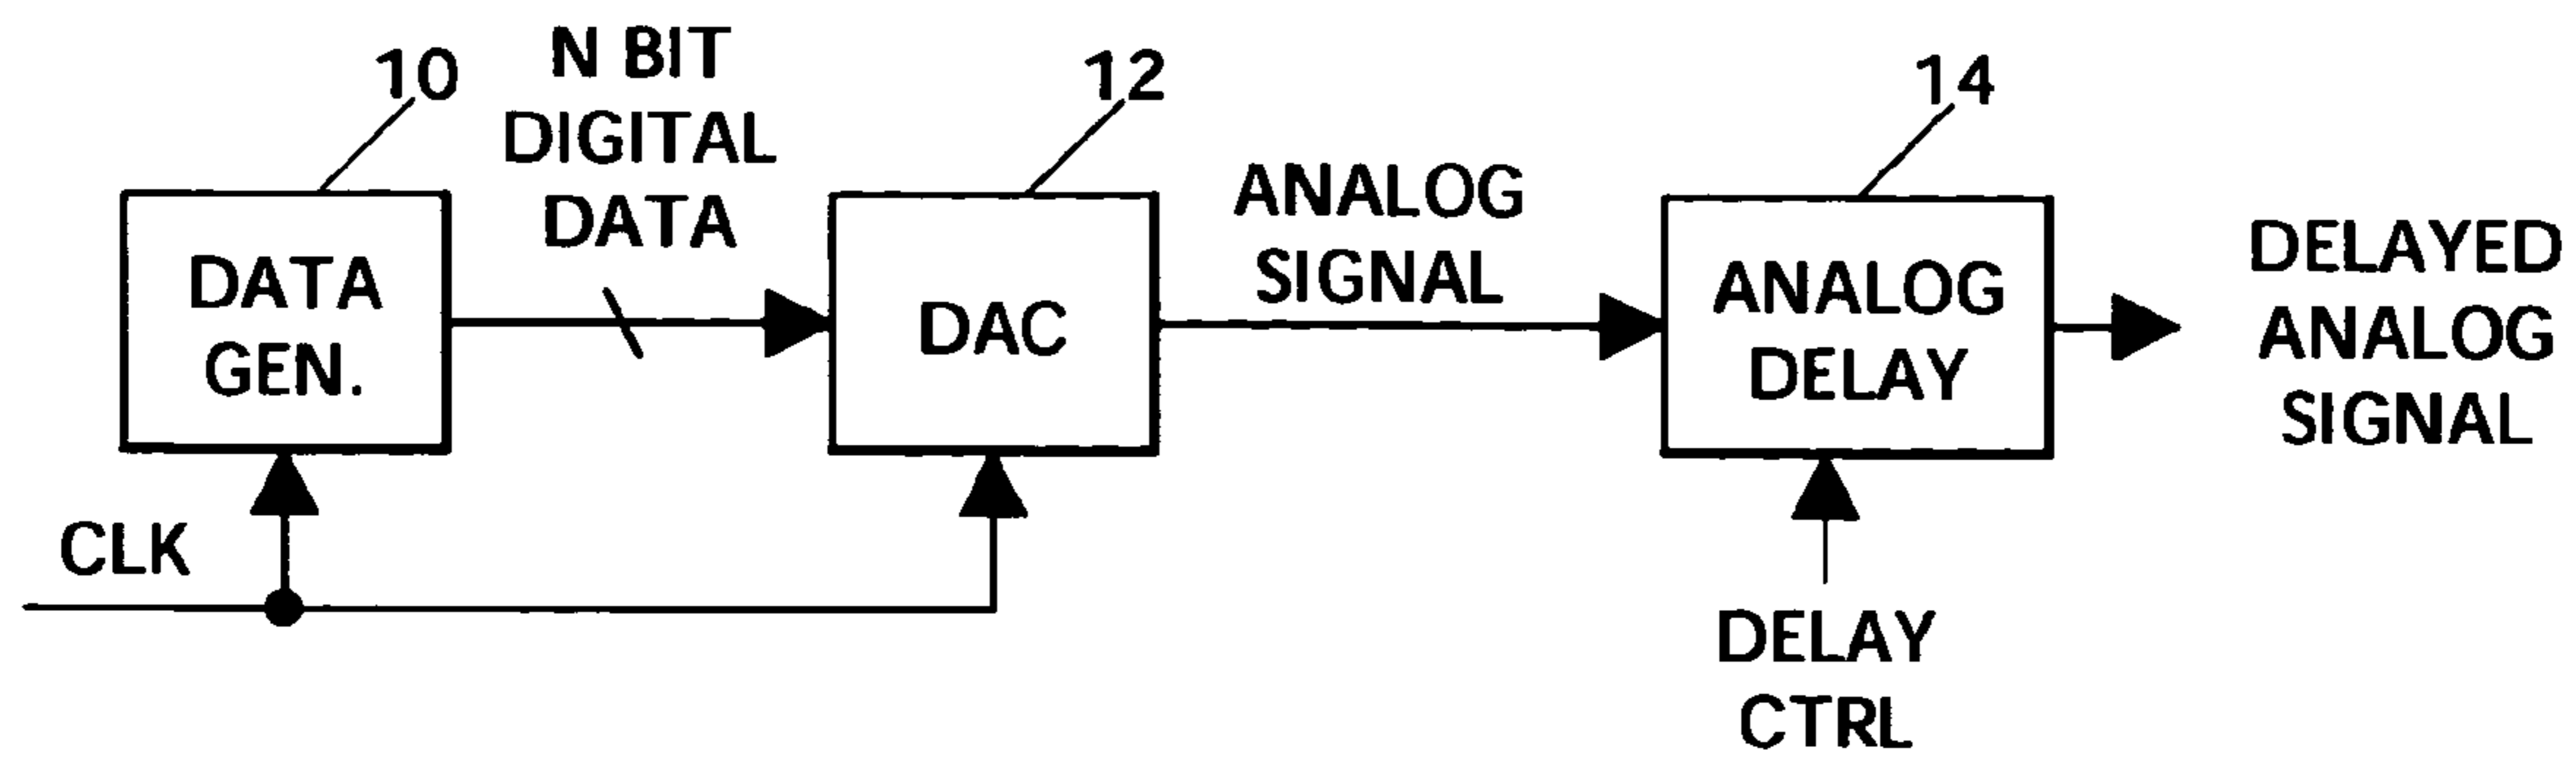 10
N BIT
DIGITAL
DATA
12
14
DATA
GEN.
DAC
ANALOG
SIGNAL
ANALOG
DELAY
DELAYED
ANALOG
SIGNAL
CLK
DELAY
CTRL